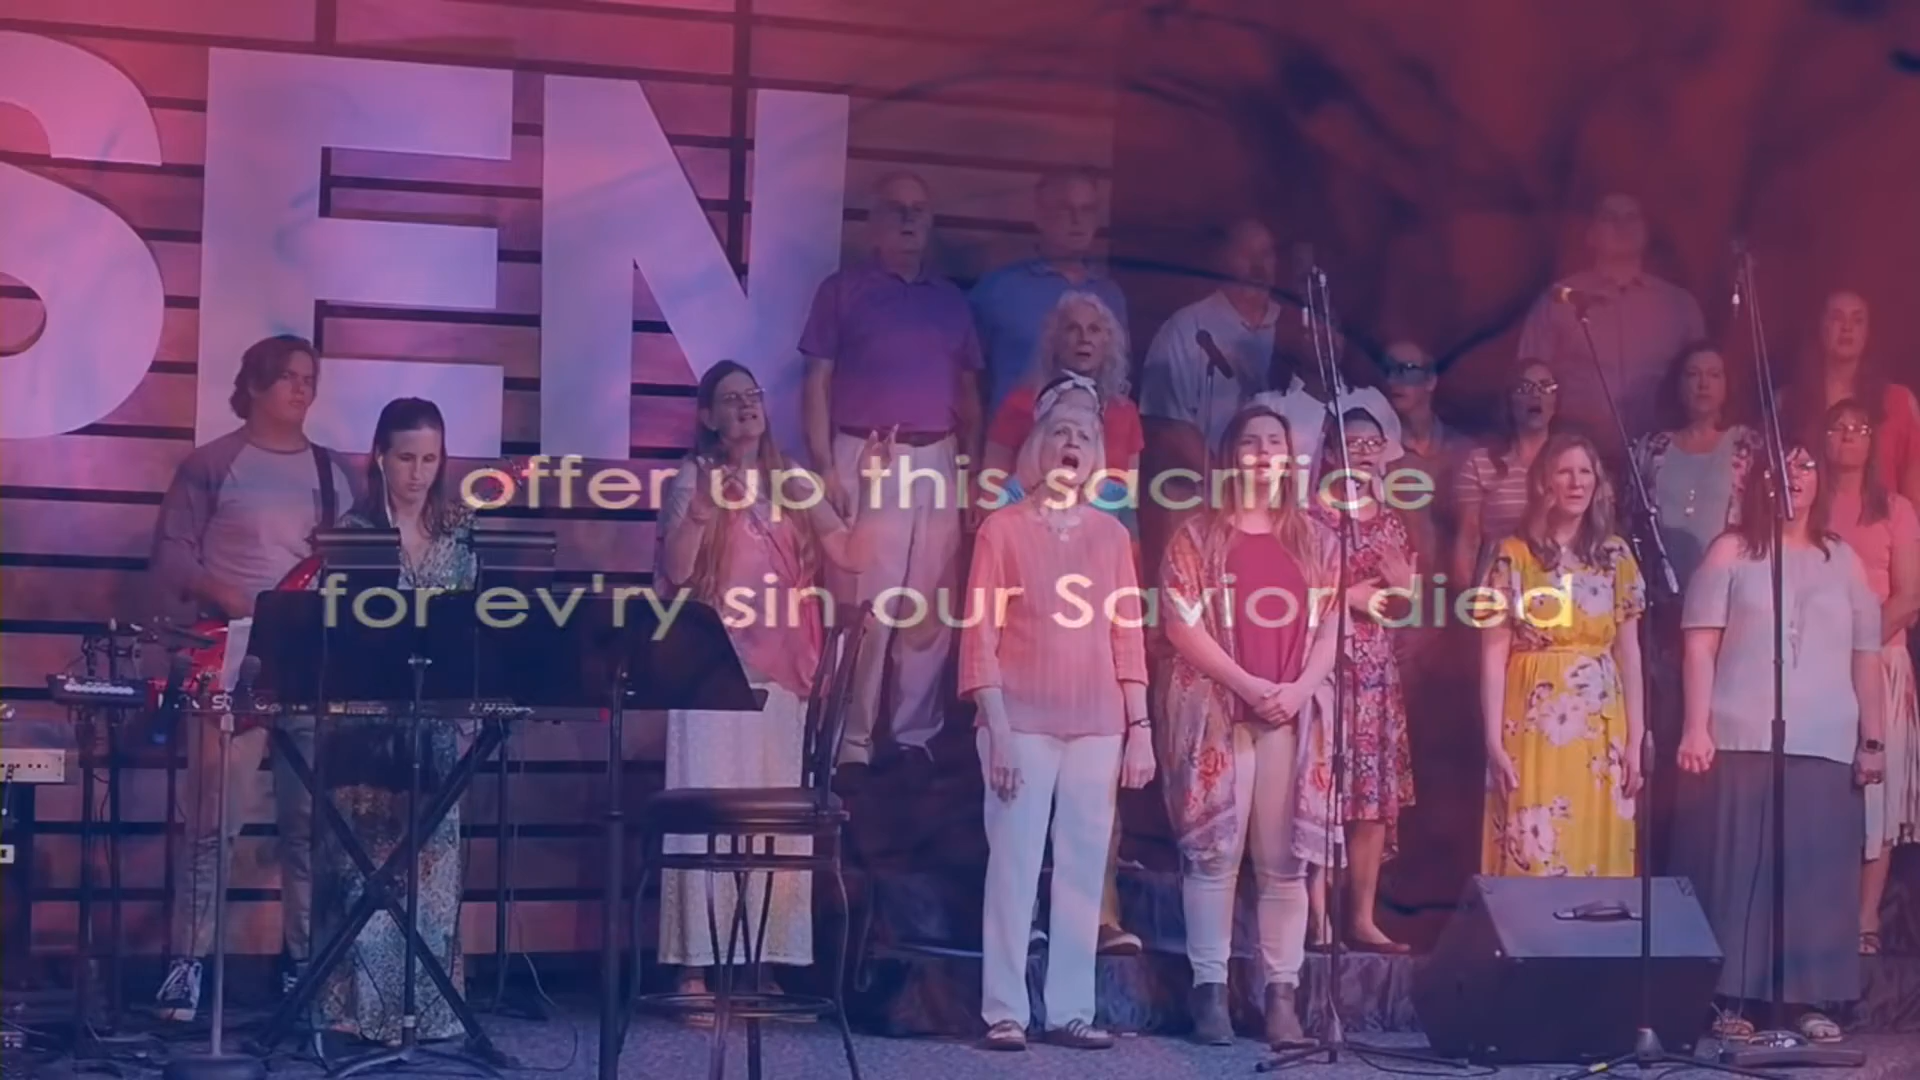 SEN
offer up this sacrifice
for ev'ry sin our Savior died